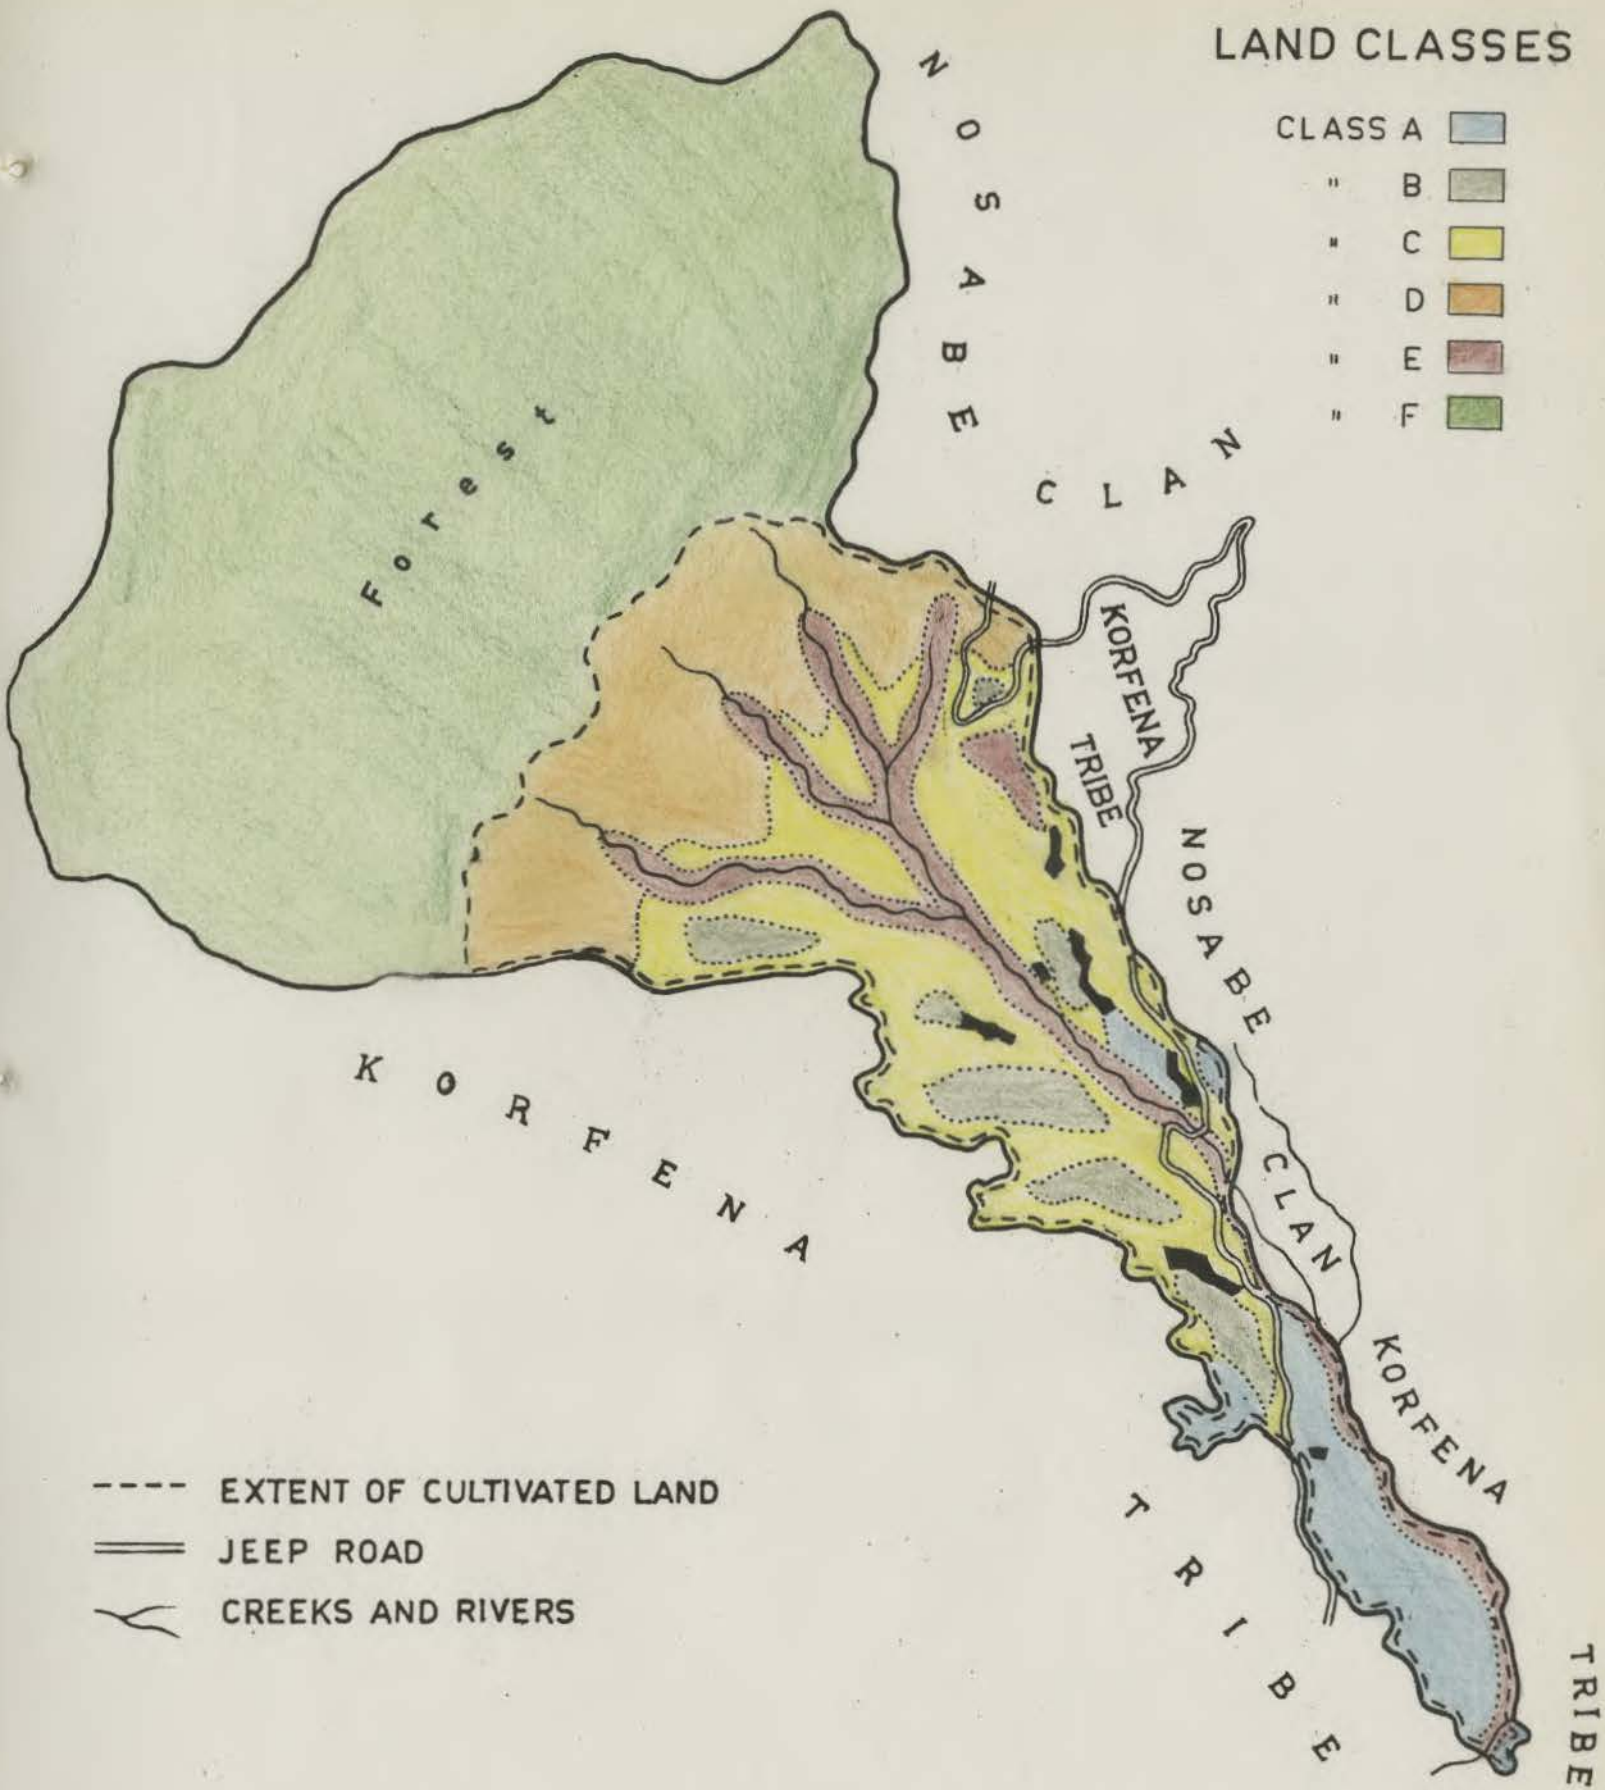 LAND CLASSES
CLASS A
" B
" C
" D
" E
" F
NOSABE
CLAN
Forest
KORFENA
TRIBE
NOSABE
CLAN
KORFENA
TRIBE
KORFENA
TRIBE
EXTENT OF CULTIVATED LAND
JEEP ROAD
CREEKS AND RIVERS